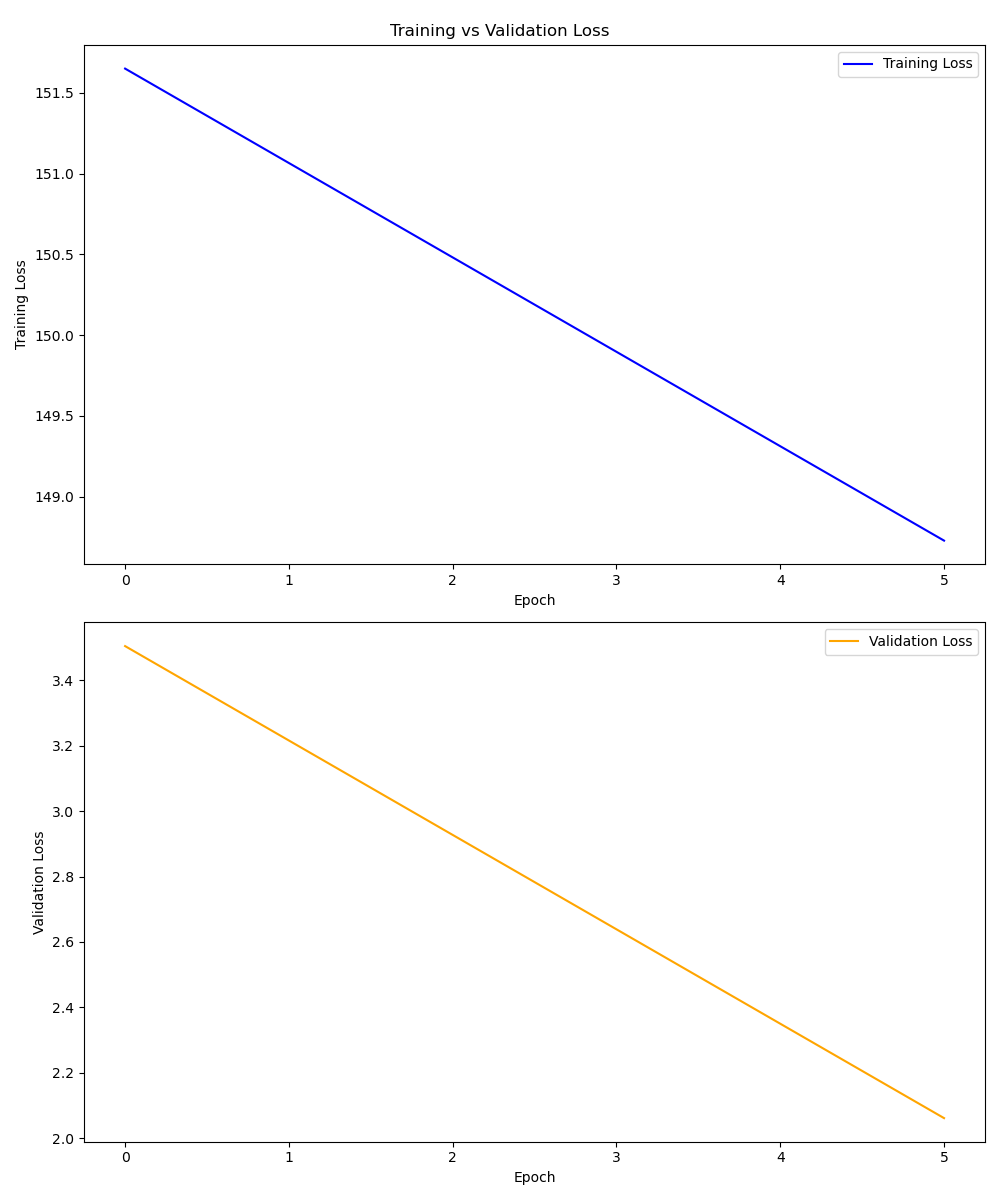 Training vs Validation Loss
Training Loss
151.5
151.0
150.5
150.0
149.5
149.0
Training Loss
0 1 2 3 4 5
Epoch
Validation Loss
3.4
3.2
3.0
2.8
2.6
2.4
2.2
2.0
Validation Loss
0 1 2 3 4 5
Epoch